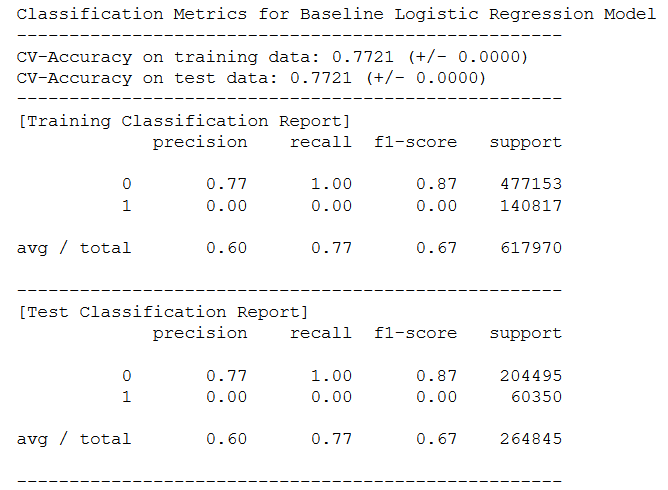 Classification Metrics for Baseline Logistic Regression Model
----------------------------------------------------
CV-Accuracy on training data: 0.7721 (+/- 0.0000)
CV-Accuracy on test data: 0.7721 (+/- 0.0000)
----------------------------------------------------
[Training Classification Report]
             precision    recall  f1-score   support

          0       0.77      1.00      0.87    477153
          1       0.00      0.00      0.00    140817

avg / total       0.60      0.77      0.67    617970

----------------------------------------------------
[Test Classification Report]
             precision    recall  f1-score   support

          0       0.77      1.00      0.87    204495
          1       0.00      0.00      0.00     60350

avg / total       0.60      0.77      0.67    264845

----------------------------------------------------